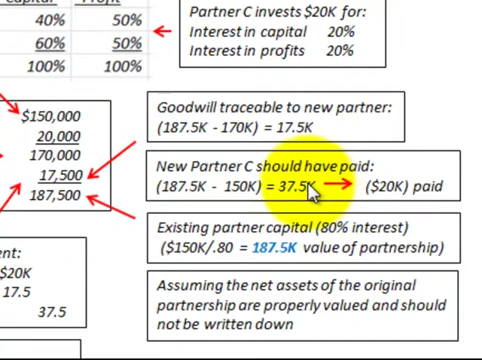 Capital Profit
40% 50%
60% 50%
100% 100%
Partner C invests $20K for:
Interest in capital 20%
Interest in profits 20%
$150,000
20,000
170,000
17,500
187,500
Goodwill traceable to new partner:
(187.5K - 170K) = 17.5K
New Partner C should have paid:
(187.5K - 150K) = 37.5K ($20K) paid
Existing partner capital (80% interest)
($150K/.80 = 187.5K value of partnership)
ent:
$20K
17.5
37.5
Assuming the net assets of the original
partnership are properly valued and should
not be written down